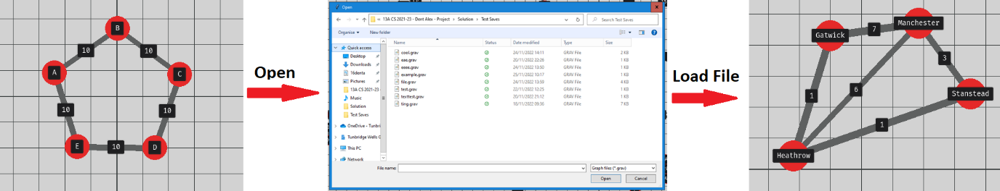 B
10
10
A
C
10
10
E
10
D
Open
Open
« 13A CS 2021-23 - Dent Alex - Project > Solution > Test Saves
Search Test Saves
Organise
New folder
Name
Status
Date modified
Type
Size
Quick access
Desktop
Downloads
16denta
Pictures
13A CS 2021-23
Music
Solution
Test Saves
OneDrive - Tunbri
Tunbridge Wells G
This PC
Network
cool.grav 24/11/2022 14:11 GRAV File 2 KB
eae.grav 20/11/2022 22:26 GRAV File 1 KB
eeee.grav 24/11/2022 13:50 GRAV File 1 KB
example.grav 25/11/2022 10:17 GRAV File 1 KB
file.grav 24/11/2022 13:59 GRAV File 4 KB
test.grav 22/11/2022 13:25 GRAV File 1 KB
texttest.grav 20/11/2022 21:12 GRAV File 1 KB
ting.grav 18/11/2022 09:36 GRAV File 7 KB
File name:
Graph files (*.grav)
Open
Cancel
Load File
Manchester
Gatwick
7
3
6
1
Stanstead
1
Heathrow